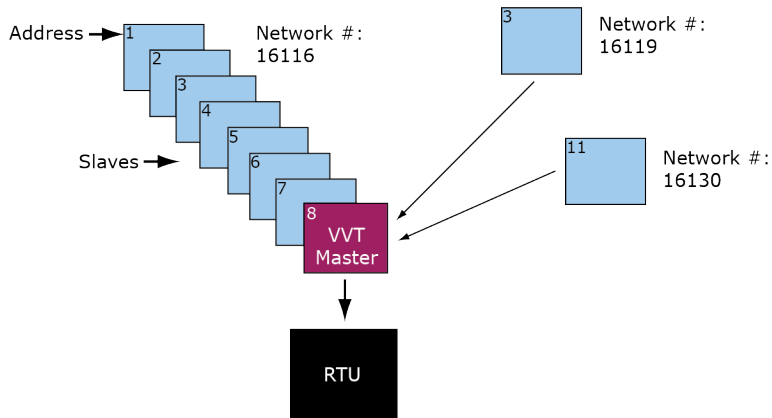 Address
1
Network #:
16116
2
3
4
5
Slaves
6
7
8
VVT
Master
RTU
3
Network #:
16119
11
Network #:
16130